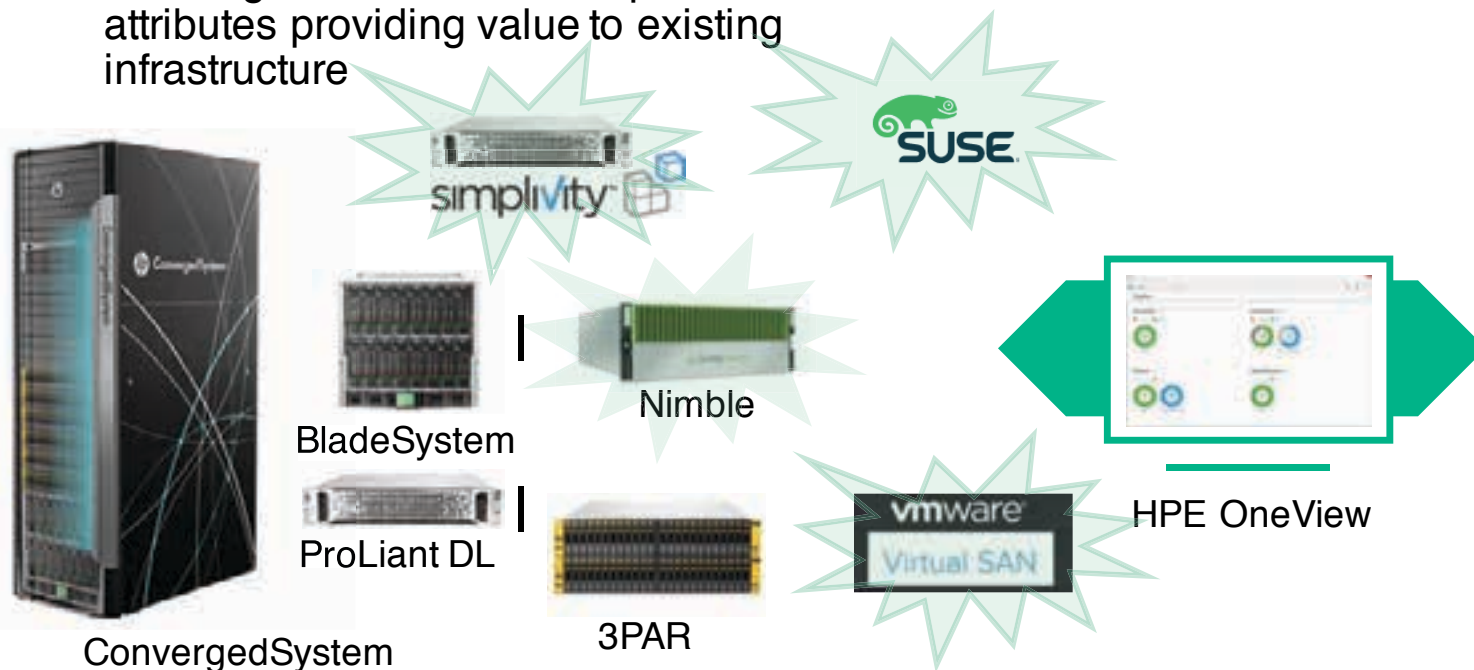 attributes providing value to existing
infrastructure
SUSE
simplivity
ConvergedSystem
Nimble
BladeSystem
vmware
HPE OneView
ProLiant DL
Virtual SAN
3PAR
ConvergedSystem